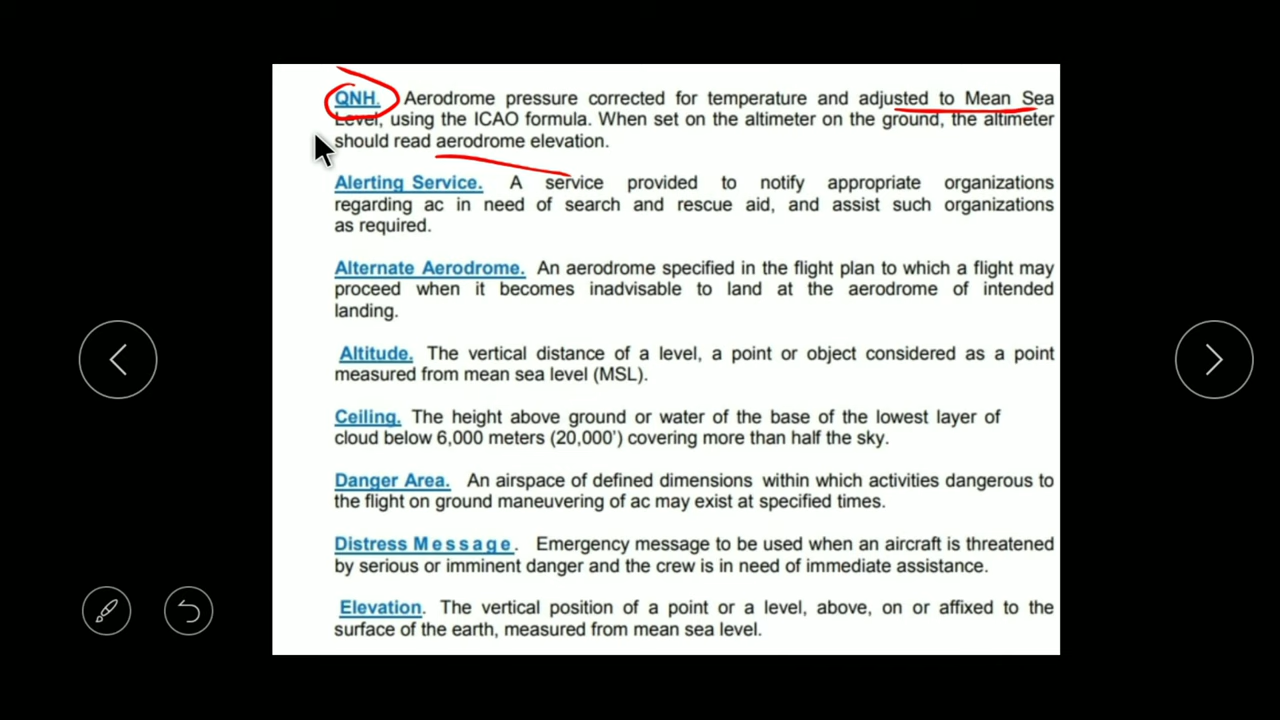 QNH. Aerodrome pressure corrected for temperature and adjusted to Mean Sea
Level, using the ICAO formula. When set on the altimeter on the ground, the altimeter
should read aerodrome elevation.
Alerting Service. A service provided to notify appropriate organizations
regarding ac in need of search and rescue aid, and assist such organizations
as required.
Alternate Aerodrome. An aerodrome specified in the flight plan to which a flight may
proceed when it becomes inadvisable to land at the aerodrome of intended
landing.
Altitude. The vertical distance of a level, a point or object considered as a point
measured from mean sea level (MSL).
Ceiling. The height above ground or water of the base of the lowest layer of
cloud below 6,000 meters (20,000’) covering more than half the sky.
Danger Area. An airspace of defined dimensions within which activities dangerous to
the flight on ground maneuvering of ac may exist at specified times.
Distress Message. Emergency message to be used when an aircraft is threatened
by serious or imminent danger and the crew is in need of immediate assistance.
Elevation. The vertical position of a point or a level, above, on or affixed to the
surface of the earth, measured from mean sea level.